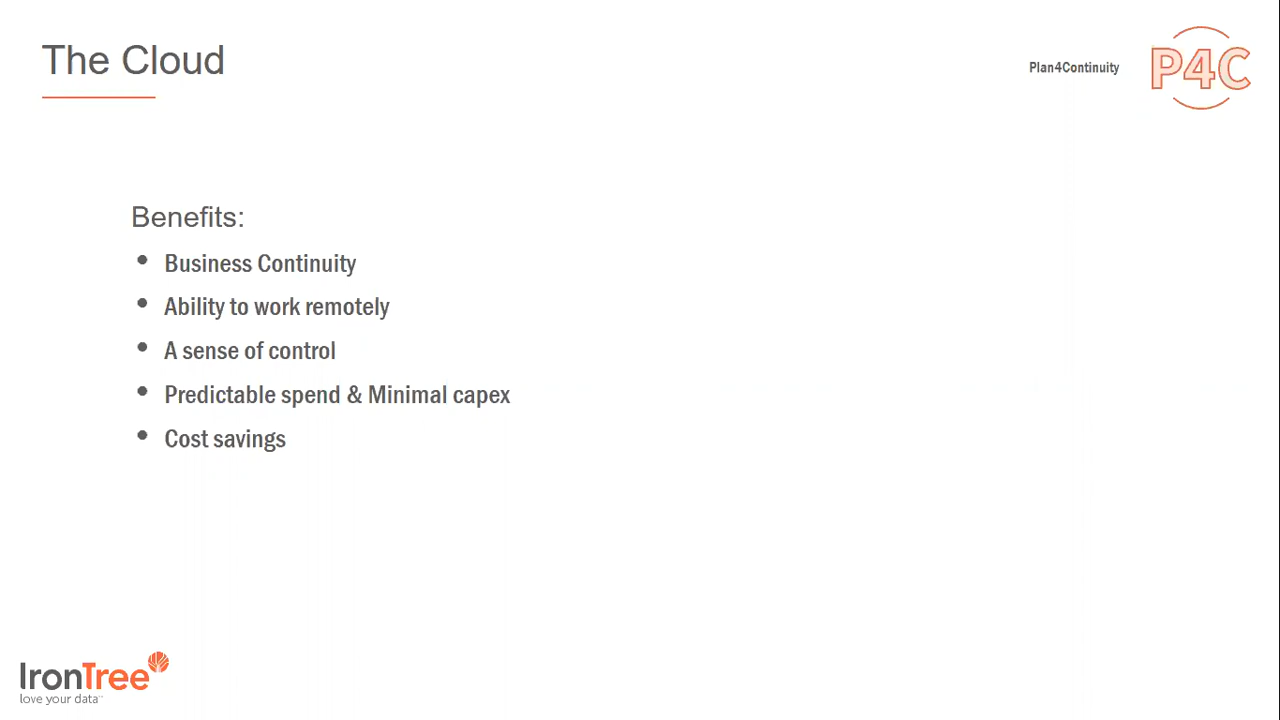 The Cloud
Plan4Continuity
P4C
Benefits:
• Business Continuity
• Ability to work remotely
• A sense of control
• Predictable spend & Minimal capex
• Cost savings
IronTree
love your data™